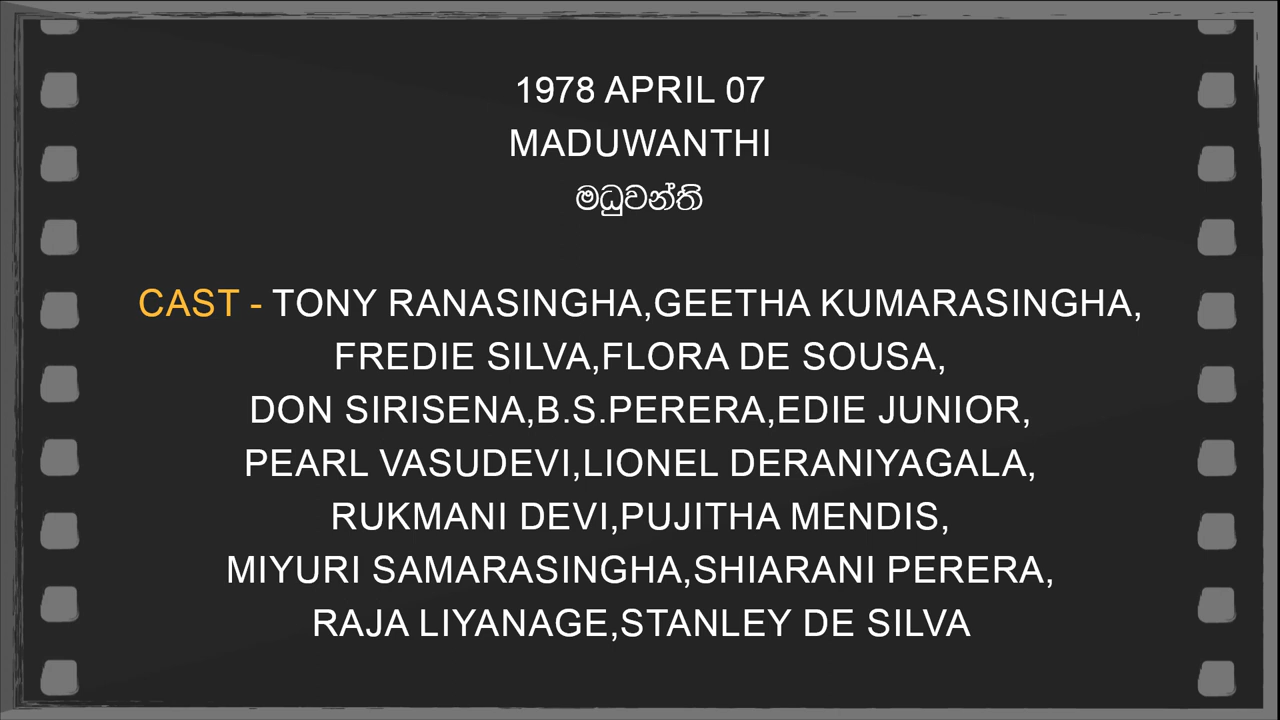 1978 APRIL 07
MADUWANTHI
මධුවන්ති
CAST - TONY RANASINGHA,GEETHA KUMARASINGHA,
FREDIE SILVA,FLORA DE SOUSA,
DON SIRISENA,B.S.PERERA,EDIE JUNIOR,
PEARL VASUDEVI,LIONEL DERANIYAGALA,
RUKMANI DEVI,PUJITHA MENDIS,
MIYURI SAMARASINGHA,SHIARANI PERERA,
RAJA LIYANAGE,STANLEY DE SILVA